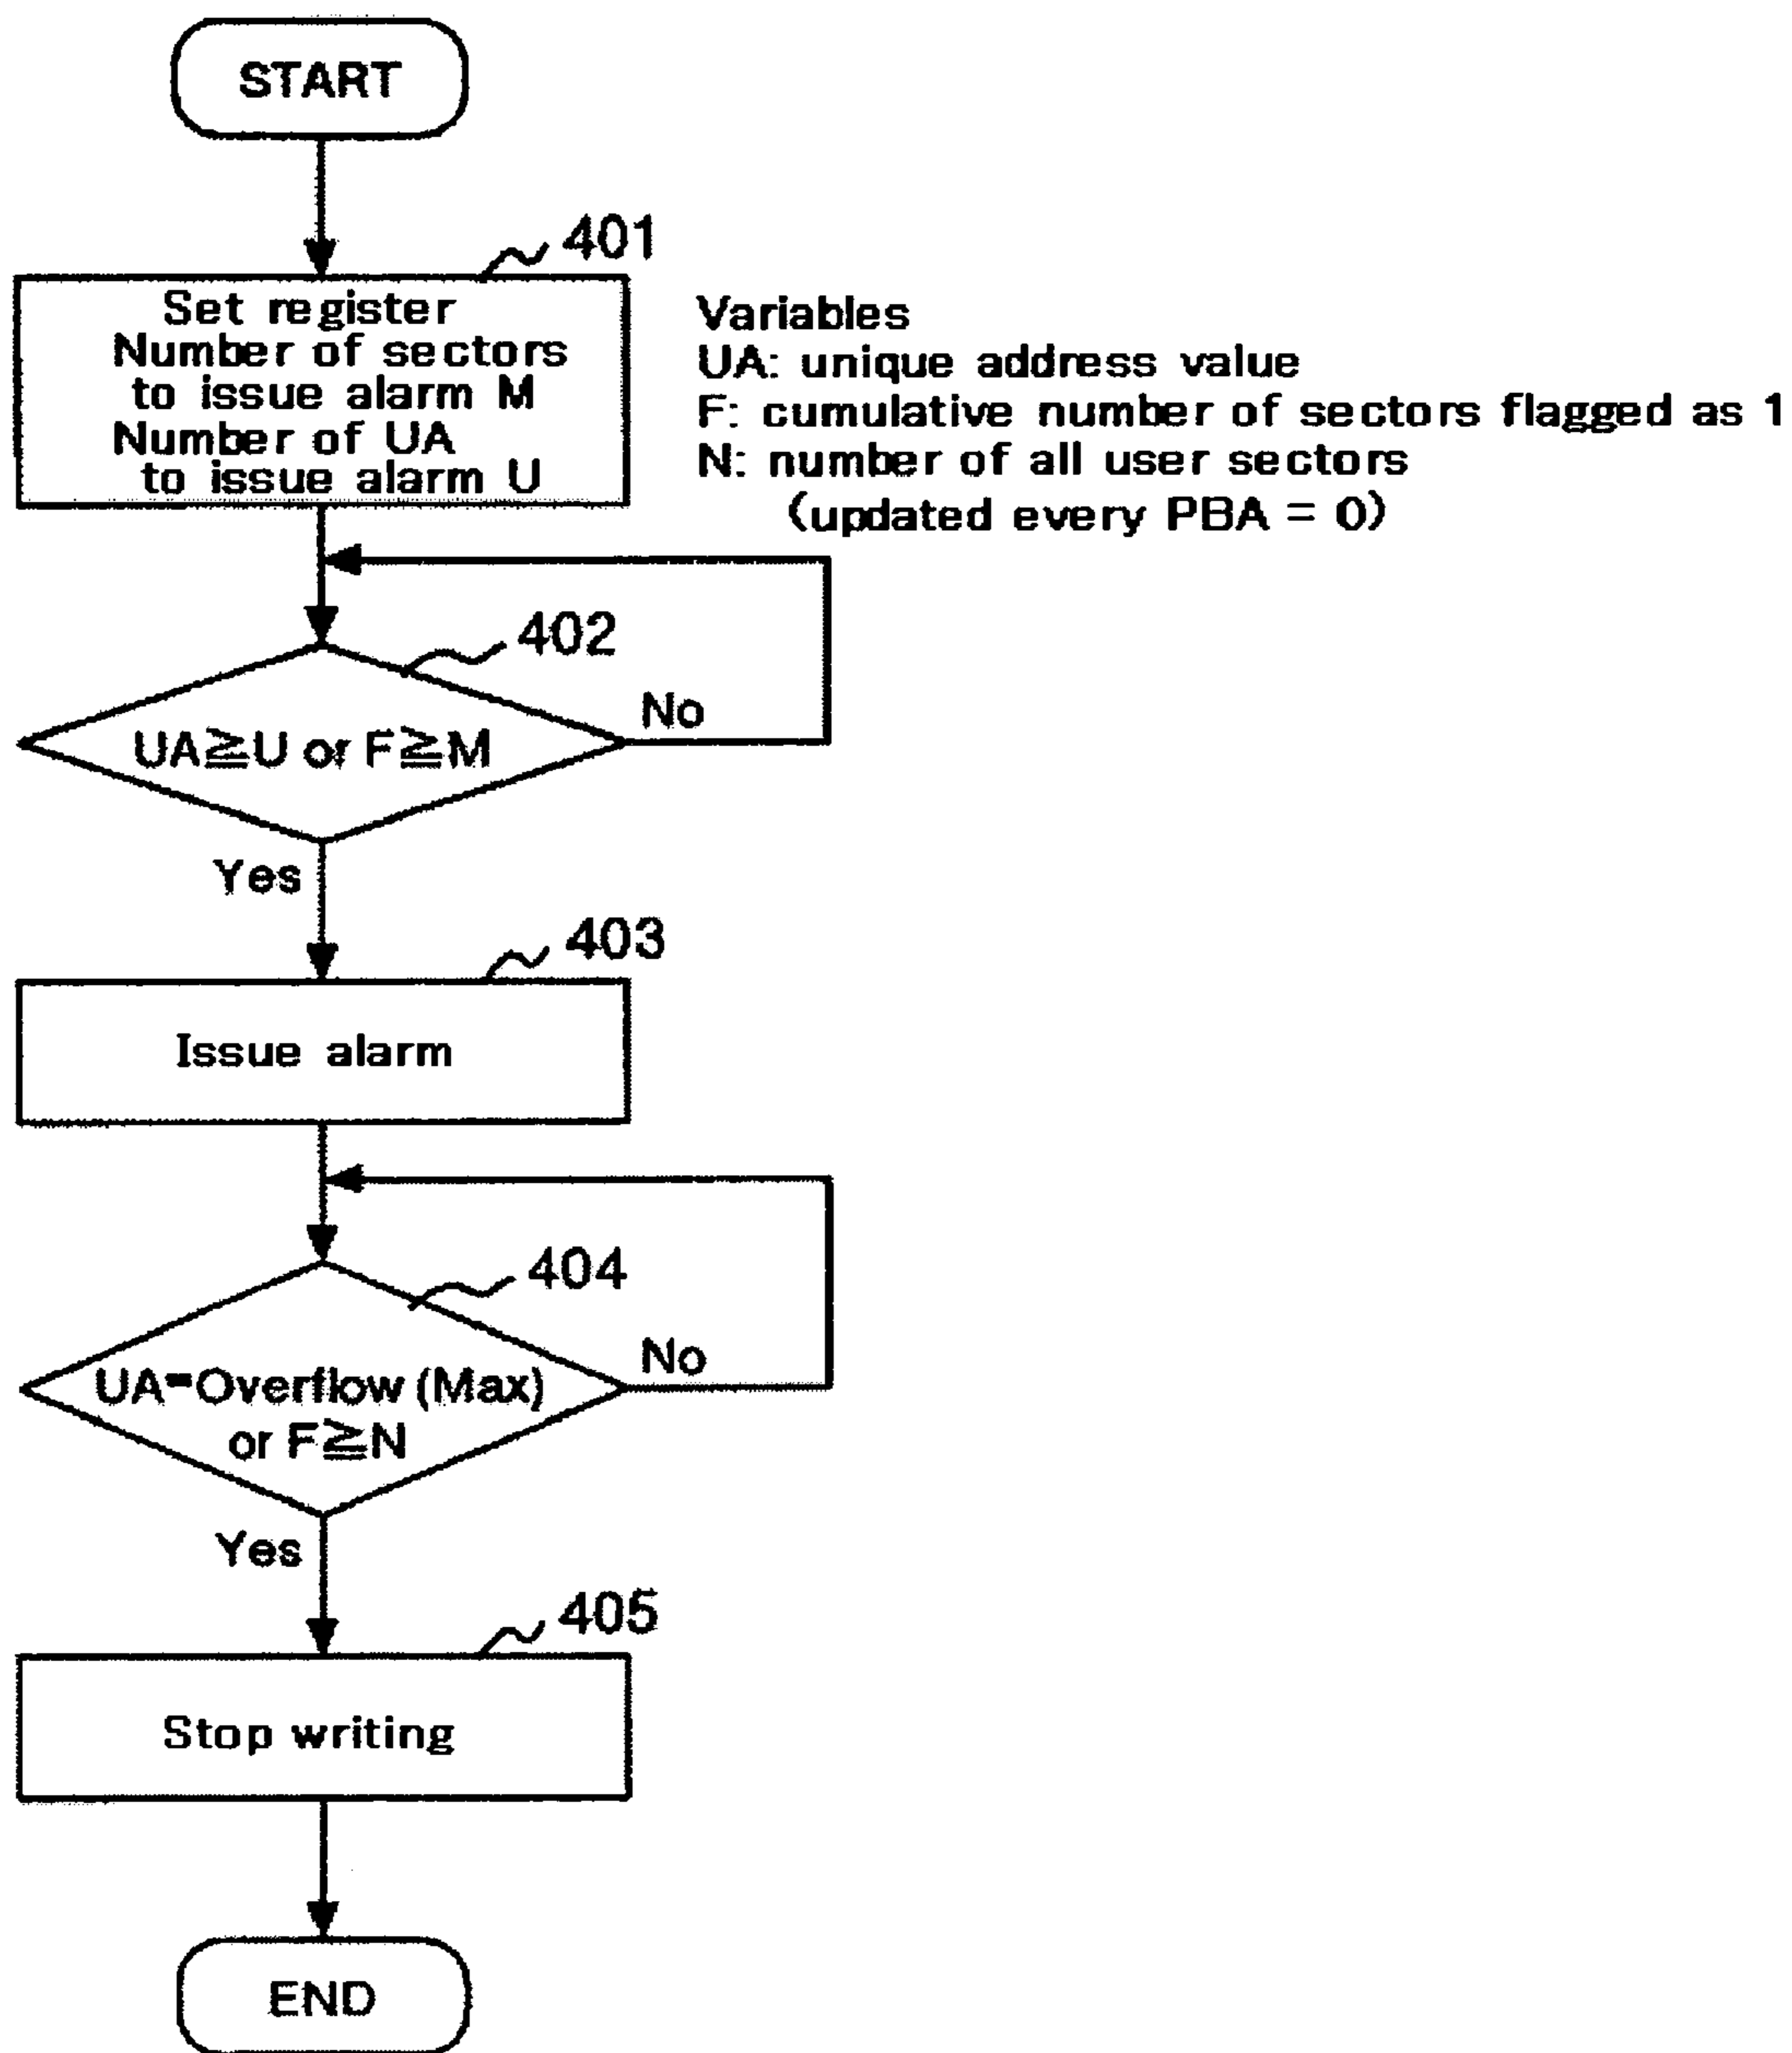 START
401
Set register
Number of sectors
to issue alarm M
Number of UA
to issue alarm U
Variables
UA: unique address value
F: cumulative number of sectors flagged as 1
N: number of all user sectors
(updated every PBA = 0)
402
UA≧U or F≧M
No
Yes
403
Issue alarm
404
UA=Overflow (Max)
or F≧N
No
Yes
405
Stop writing
END